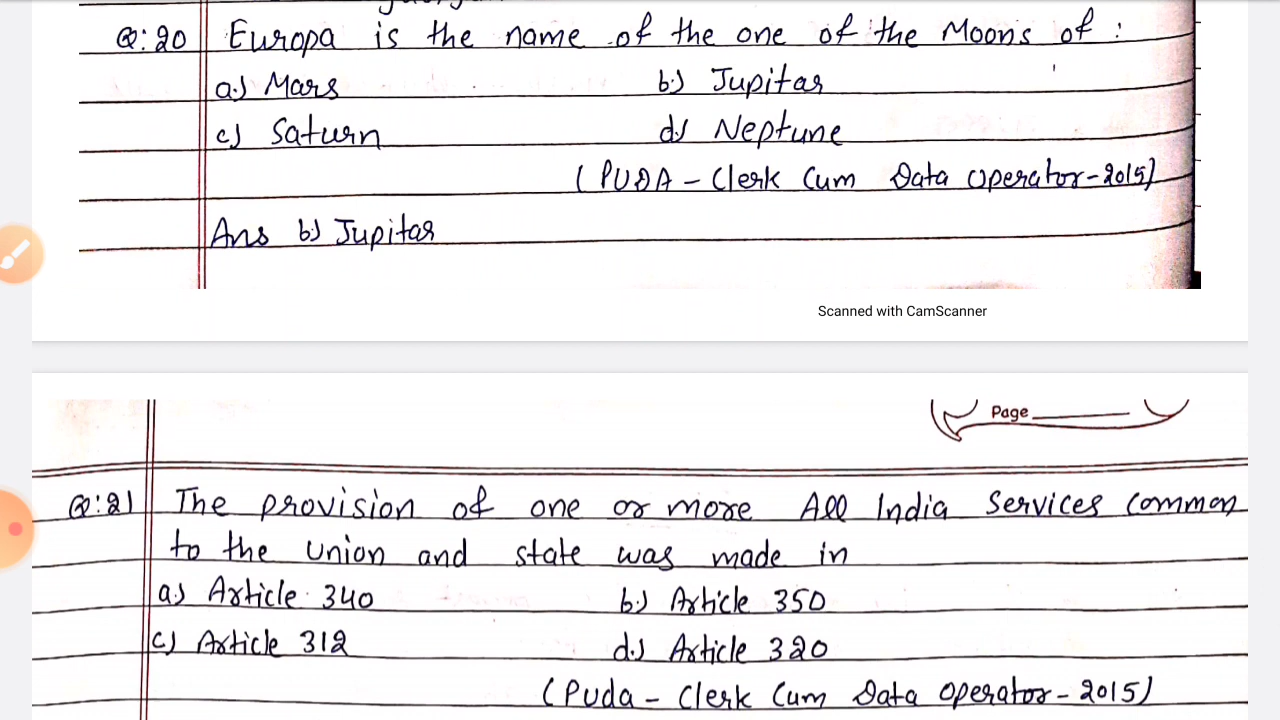 Q:20 Europa is the name of the one of the Moons of :
a.) Mars b.) Jupitar
c.) Saturn d.) Neptune
(PUDA - Clerk Cum Data Operator-2015)
Ans b.) Jupitar
Scanned with CamScanner
Page
Q:21 The provision of one or more All India Services Common
to the Union and state was made in
a.) Article 340 b.) Article 350
c.) Article 312 d.) Article 320
(Puda - Clerk Cum Data Operator - 2015)